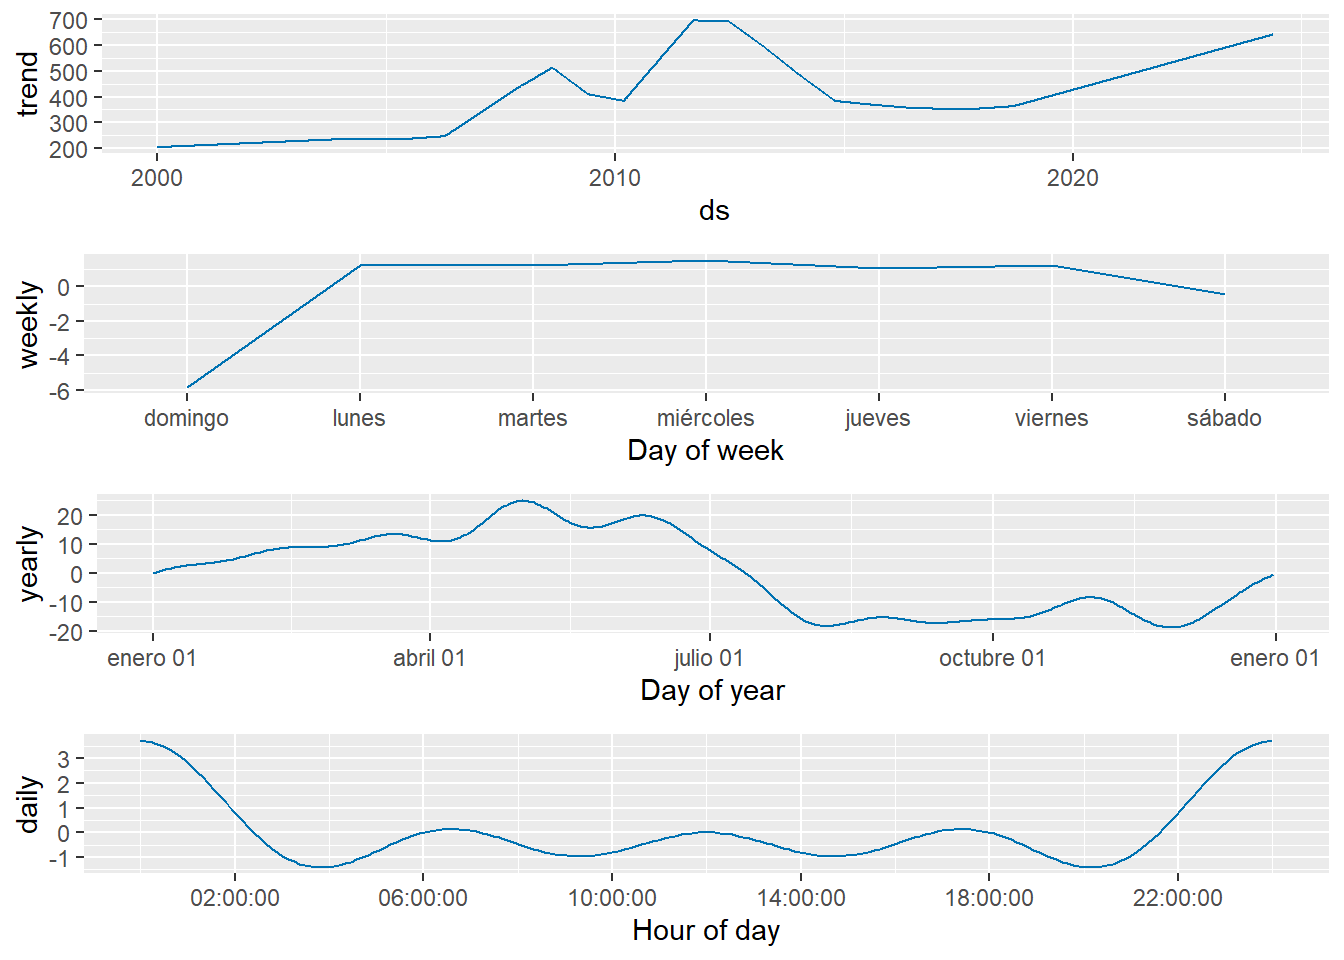 trend
700
600
500
400
300
200
2000 2010 2020
ds
weekly
0
-2
-4
-6
domingo lunes martes miércoles jueves viernes sábado
Day of week
yearly
20
10
0
-10
-20
enero 01 abril 01 julio 01 octubre 01 enero 01
Day of year
daily
3
2
1
0
-1
02:00:00 06:00:00 10:00:00 14:00:00 18:00:00 22:00:00
Hour of day